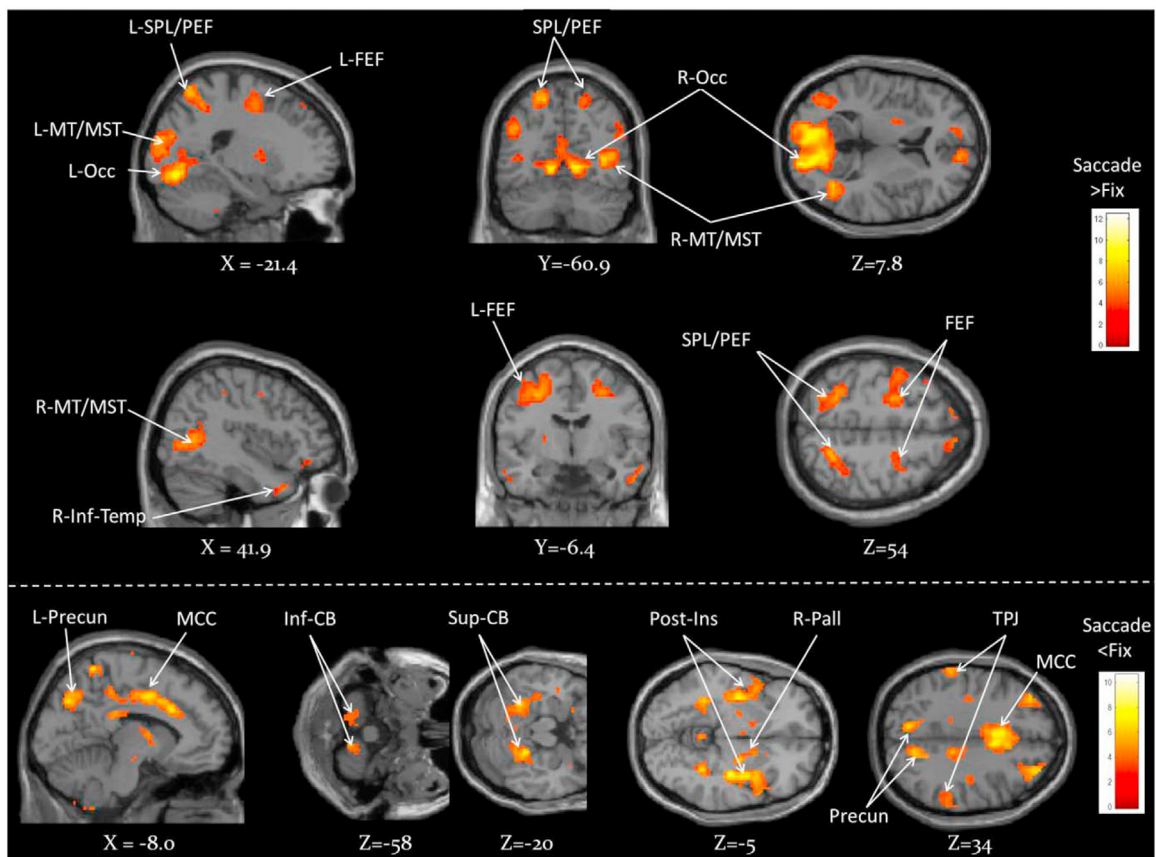 L-SPL/PEF
L-FEF
L-MT/MST
L-Occ
X = -21.4
SPL/PEF
R-Occ
R-MT/MST
Y=-60.9
Z=7.8
Saccade
>Fix
12
10
8
6
4
2
0
R-MT/MST
R-Inf-Temp
X = 41.9
L-FEF
Y=-6.4
SPL/PEF
FEF
Z=54
L-Precun
MCC
X = -8.0
Inf-CB
Z=-58
Sup-CB
Z=-20
Post-Ins
R-Pall
Z=-5
TPJ
MCC
Precun
Z=34
Saccade
<Fix
10
8
6
4
2
0